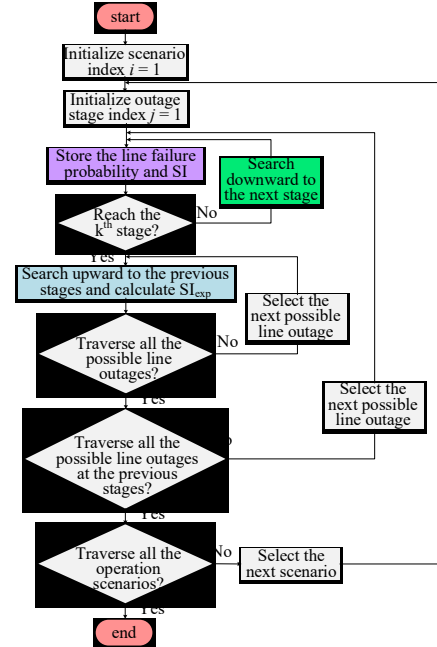 start
Initialize scenario
index i = 1
Initialize outage
stage index j = 1
Store the line failure
probability and SI
Search
downward to
the next stage
Reach the
kth stage?
No
Yes
Search upward to the previous
stages and calculate SIexp
Select the
next possible
line outage
Traverse all the
possible line
outages?
No
Yes
Select the
next possible
line outage
Traverse all the
possible line outages
at the previous
stages?
Yes
Traverse all the
operation
scenarios?
No
Select the
next scenario
Yes
end